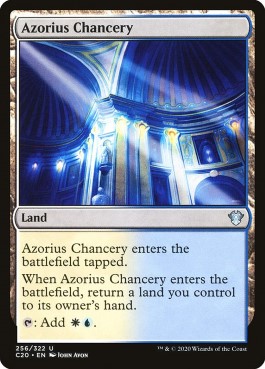 Azorius Chancery
Land
Azorius Chancery enters the
battlefield tapped.
When Azorius Chancery enters the
battlefield, return a land you control
to its owner's hand.
: Add
256/322 U
C20 • EN John Avon
™ & © 2020 Wizards of the Coast